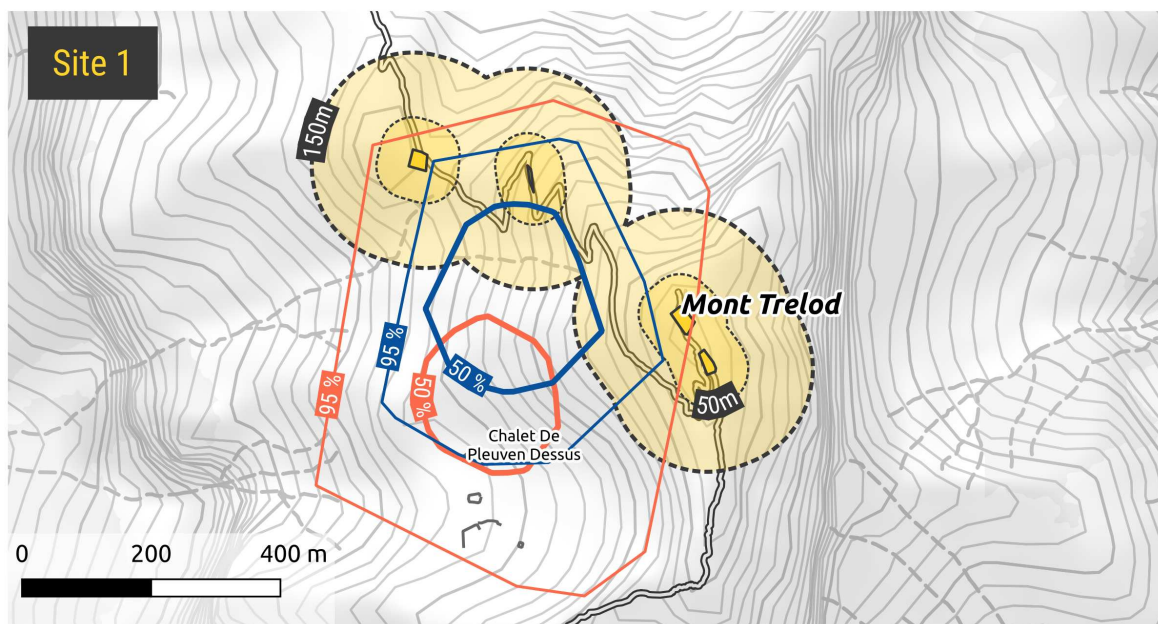 Site 1
150m
Mont Trelod
95 %
95 %
50 %
50 %
50m
Chalet De
Pleuven Dessus
0 200 400 m